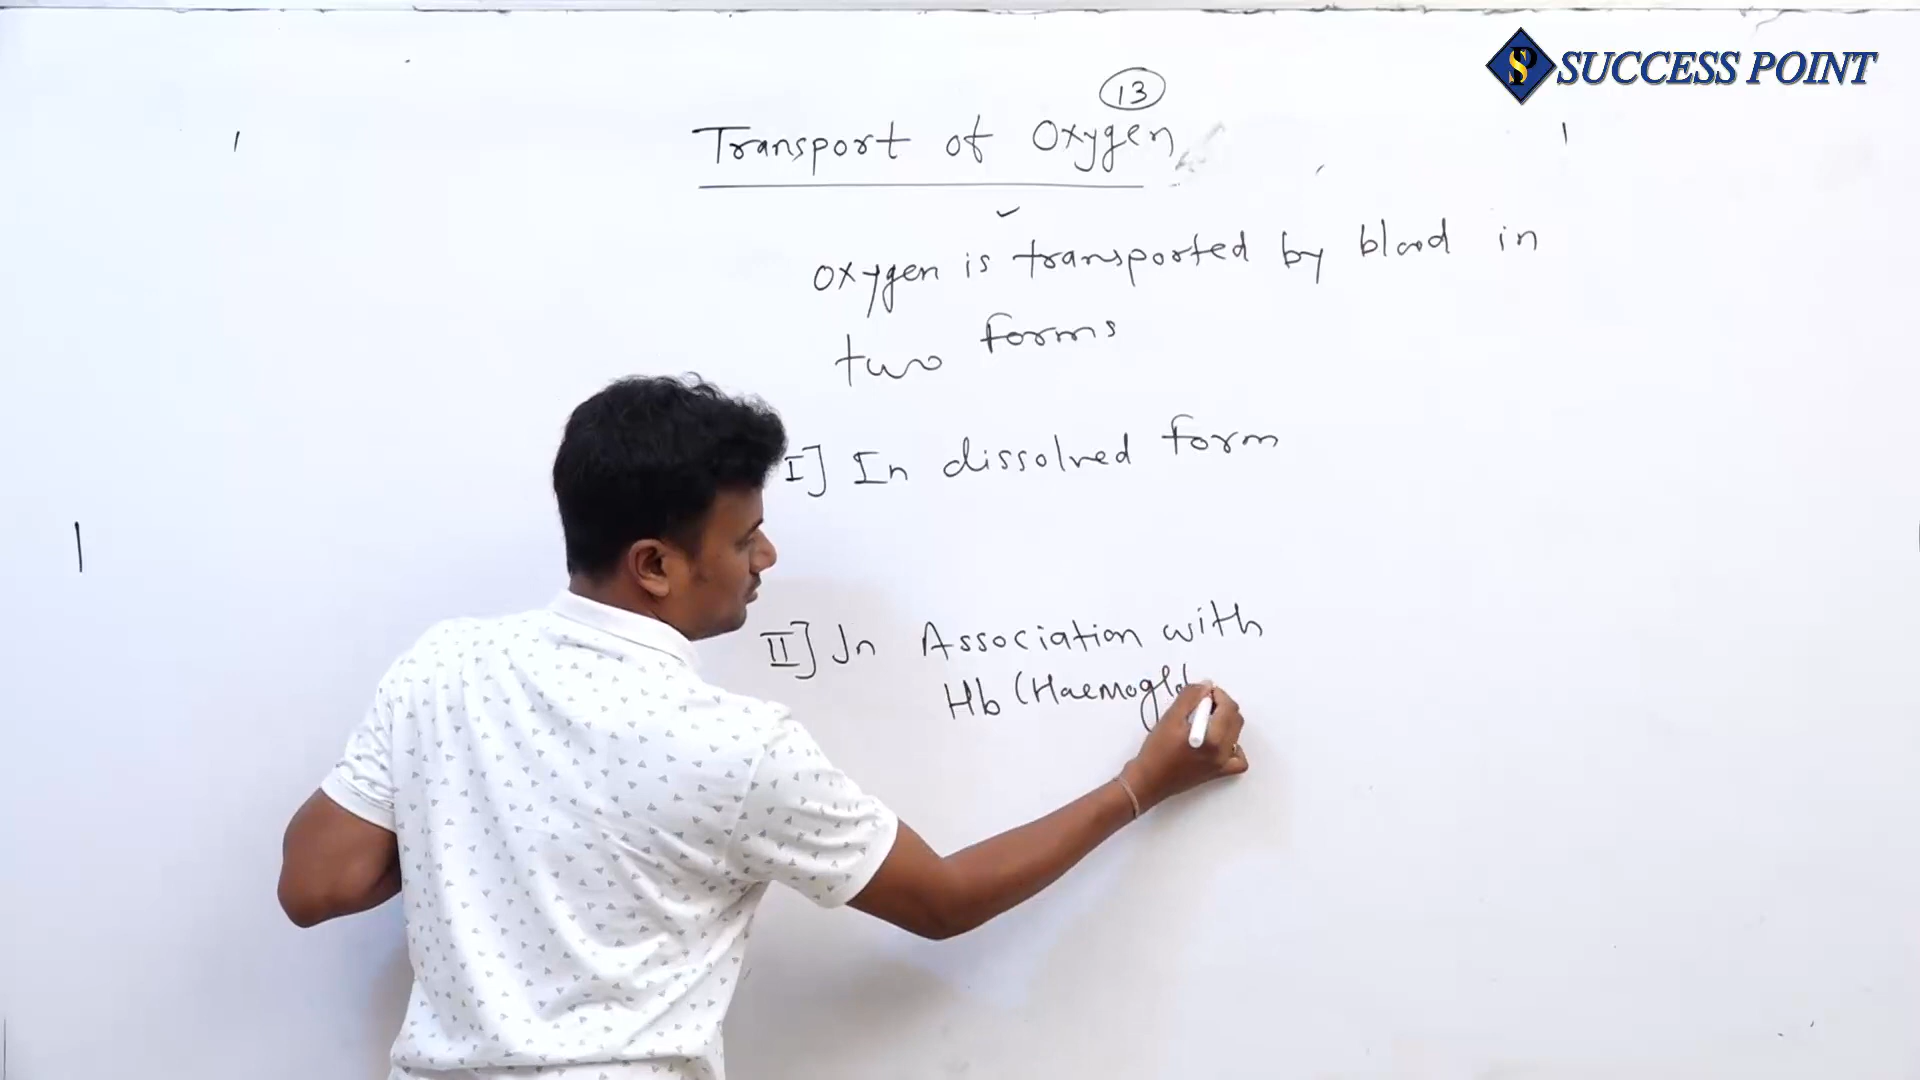 SUCCESS POINT
13
Transport of Oxygen
Oxygen is transported by blood in
two forms
I] In dissolved form
II] In Association with
Hb (Haemoglo